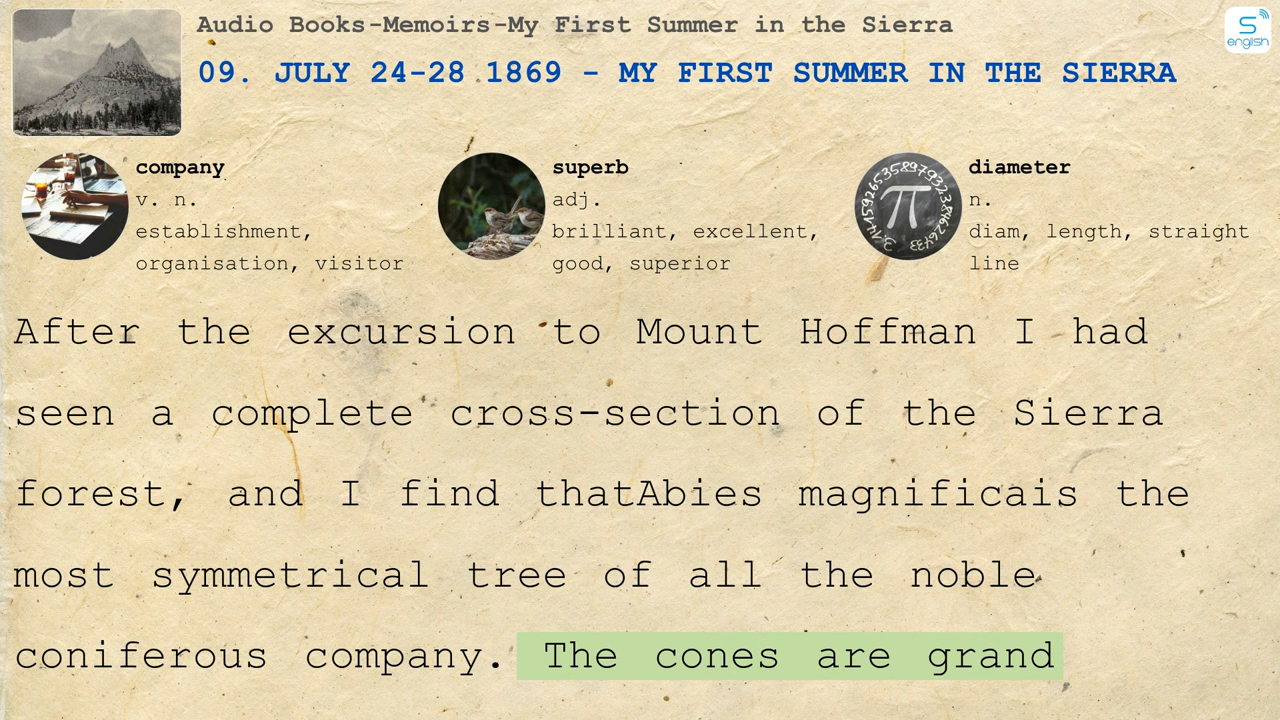 Audio Books-Memoirs-My First Summer in the Sierra
09. JULY 24-28 1869 - MY FIRST SUMMER IN THE SIERRA
S
english
company
v. n.
establishment,
organisation, visitor
superb
adj.
brilliant, excellent,
good, superior
diameter
n.
diam, length, straight
line
π
After the excursion to Mount Hoffman I had
seen a complete cross-section of the Sierra
forest, and I find thatAbies magnificais the
most symmetrical tree of all the noble
coniferous company. The cones are grand